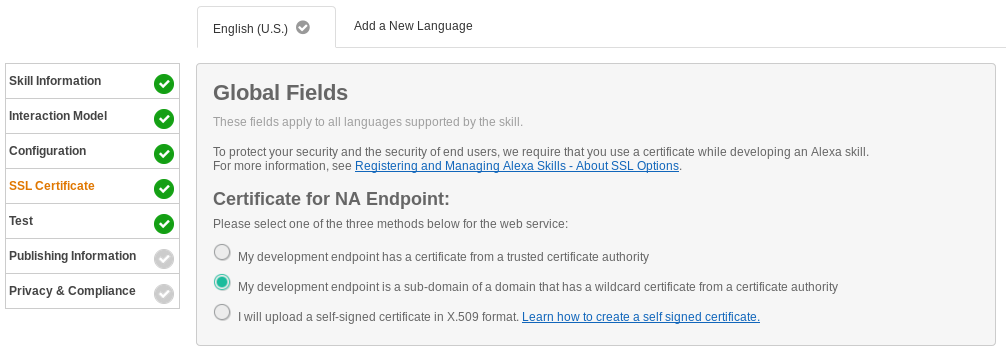 English (U.S.)
Add a New Language
Skill Information
Interaction Model
Configuration
SSL Certificate
Test
Publishing Information
Privacy & Compliance
Global Fields
These fields apply to all languages supported by the skill.
To protect your security and the security of end users, we require that you use a certificate while developing an Alexa skill.
For more information, see Registering and Managing Alexa Skills - About SSL Options.
Certificate for NA Endpoint:
Please select one of the three methods below for the web service:
My development endpoint has a certificate from a trusted certificate authority
My development endpoint is a sub-domain of a domain that has a wildcard certificate from a certificate authority
I will upload a self-signed certificate in X.509 format. Learn how to create a self signed certificate.